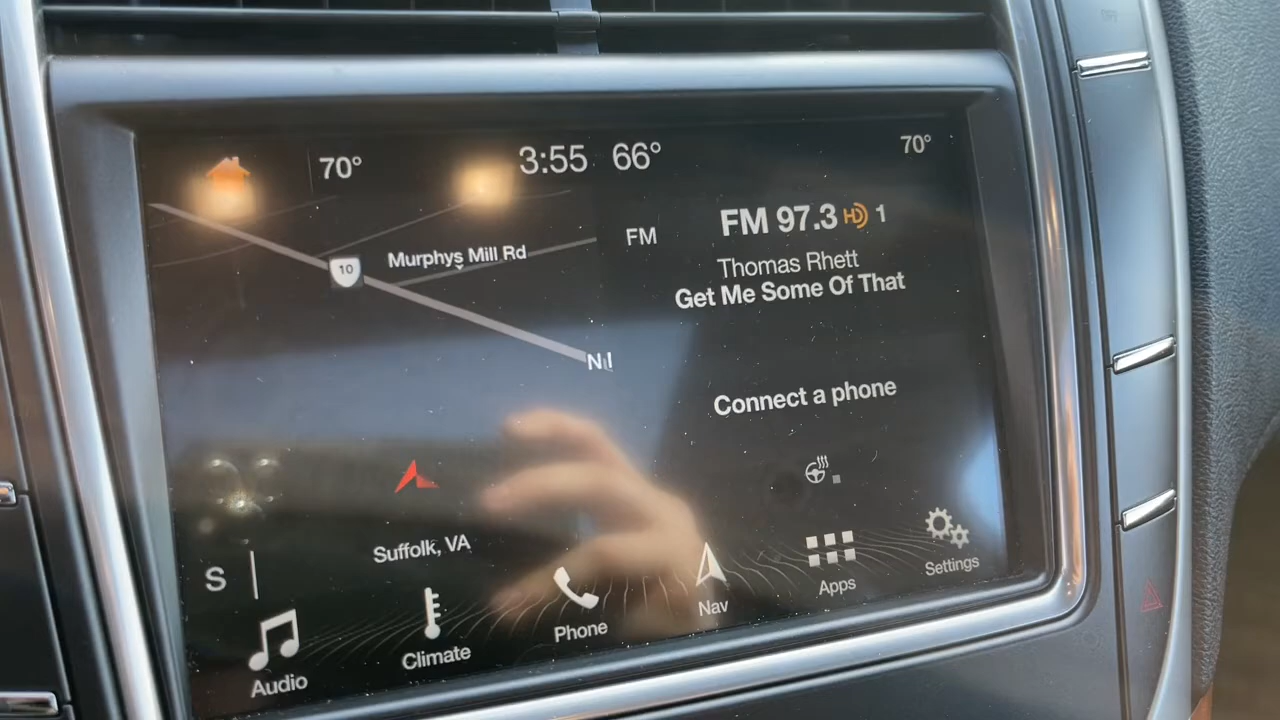 70° 3:55 66° 70°
10 Murphys Mill Rd
N
FM
FM 97.3 HD 1
Thomas Rhett
Get Me Some Of That
Connect a phone
S
Suffolk, VA
Audio
Climate
Phone
Nav
Apps
Settings